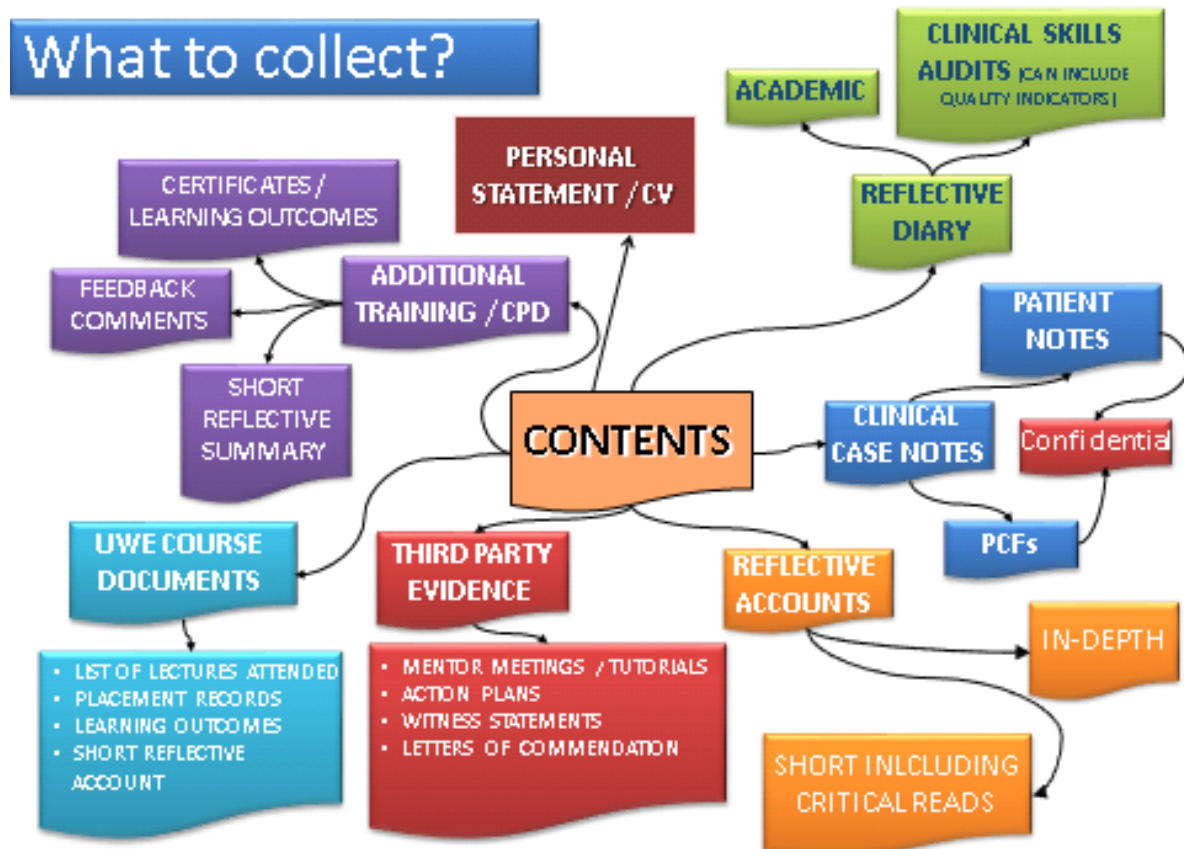 What to collect?
CLINICAL SKILLS
AUDITS (CAN INCLUDE
QUALITY INDICATORS)
ACADEMIC
REFLECTIVE
DIARY
PERSONAL
STATEMENT / CV
CERTIFICATES /
LEARNING OUTCOMES
FEEDBACK
COMMENTS
ADDITIONAL
TRAINING / CPD
SHORT
REFLECTIVE
SUMMARY
PATIENT
NOTES
CLINICAL
CASE NOTES
Confidential
PCFs
CONTENTS
UWE COURSE
DOCUMENTS
• LIST OF LECTURES ATTENDED
• PLACEMENT RECORDS
• LEARNING OUTCOMES
• SHORT REFLECTIVE
ACCOUNT
THIRD PARTY
EVIDENCE
• MENTOR MEETINGS / TUTORIALS
• ACTION PLANS
• WITNESS STATEMENTS
• LETTERS OF COMMENDATION
REFLECTIVE
ACCOUNTS
IN-DEPTH
SHORT INLCLUDING
CRITICAL READS